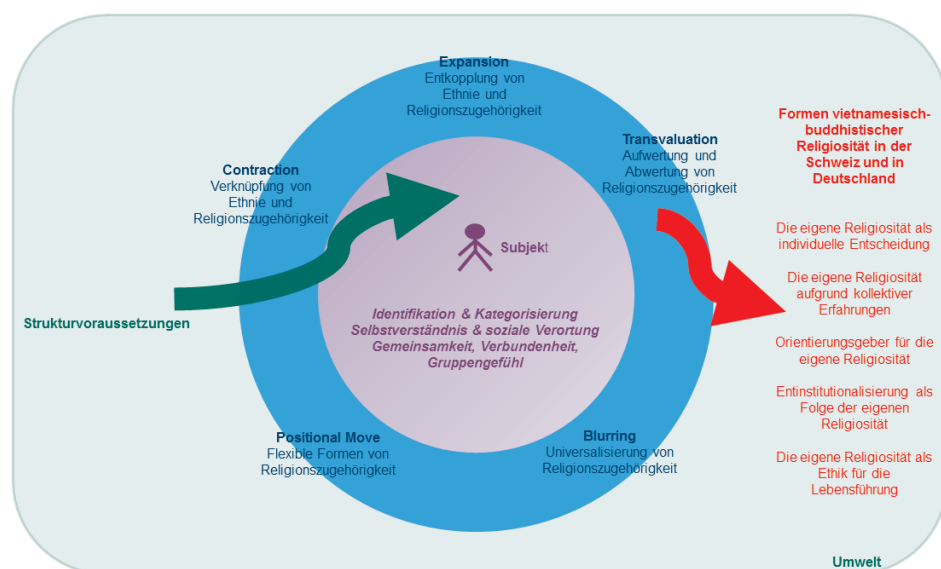 Expansion
Entkopplung von
Ethnie und
Religionszugehörigkeit
Contraction
Verknüpfung von
Ethnie und
Religionszugehörigkeit
Transvaluation
Aufwertung und
Abwertung von
Religionszugehörigkeit
Subjekt
Identifikation & Kategorisierung
Selbstverständnis & soziale Verortung
Gemeinsamkeit, Verbundenheit,
Gruppengefühl
Strukturvoraussetzungen
Positional Move
Flexible Formen von
Religionszugehörigkeit
Blurring
Universalisierung von
Religionszugehörigkeit
Formen vietnamesisch-
buddhistischer
Religiosität in der
Schweiz und in
Deutschland
Die eigene Religiosität als
individuelle Entscheidung
Die eigene Religiosität
aufgrund kollektiver
Erfahrungen
Orientierungsgeber für die
eigene Religiosität
Entinstitutionalisierung als
Folge der eigenen
Religiosität
Die eigene Religiosität als
Ethik für die
Lebensführung
Umwelt